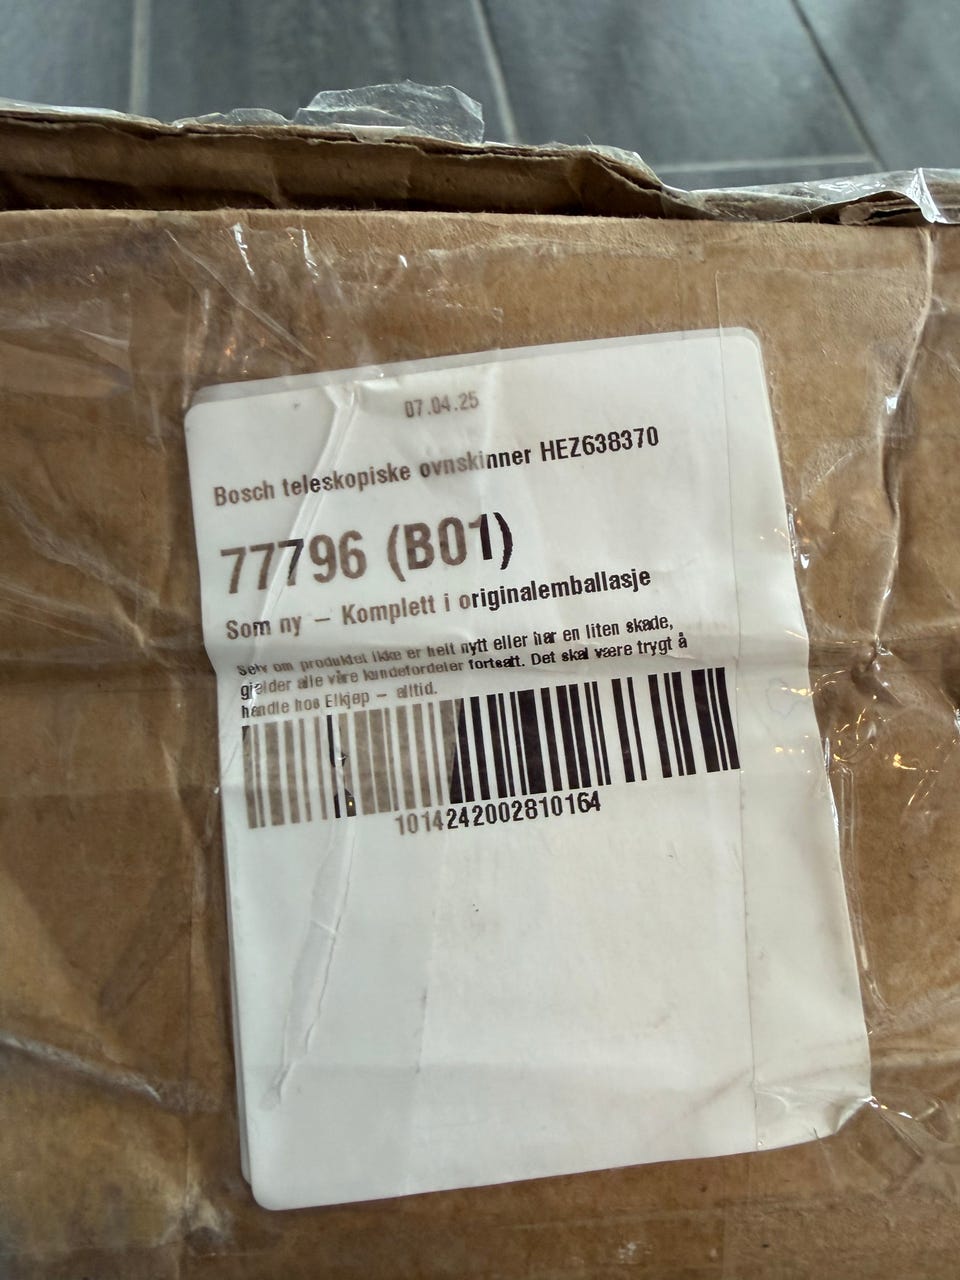 07.04.25
Bosch teleskopiske ovnskinner HEZ638370
77796 (B01)
Som ny – Komplett i originalemballasje
Selv om produktet ikke er helt nytt eller har en liten skade,
gjelder alle våre kundefordeler fortsatt. Det skal være trygt å
handle hos Elkjøp – alltid.
1014242002810164